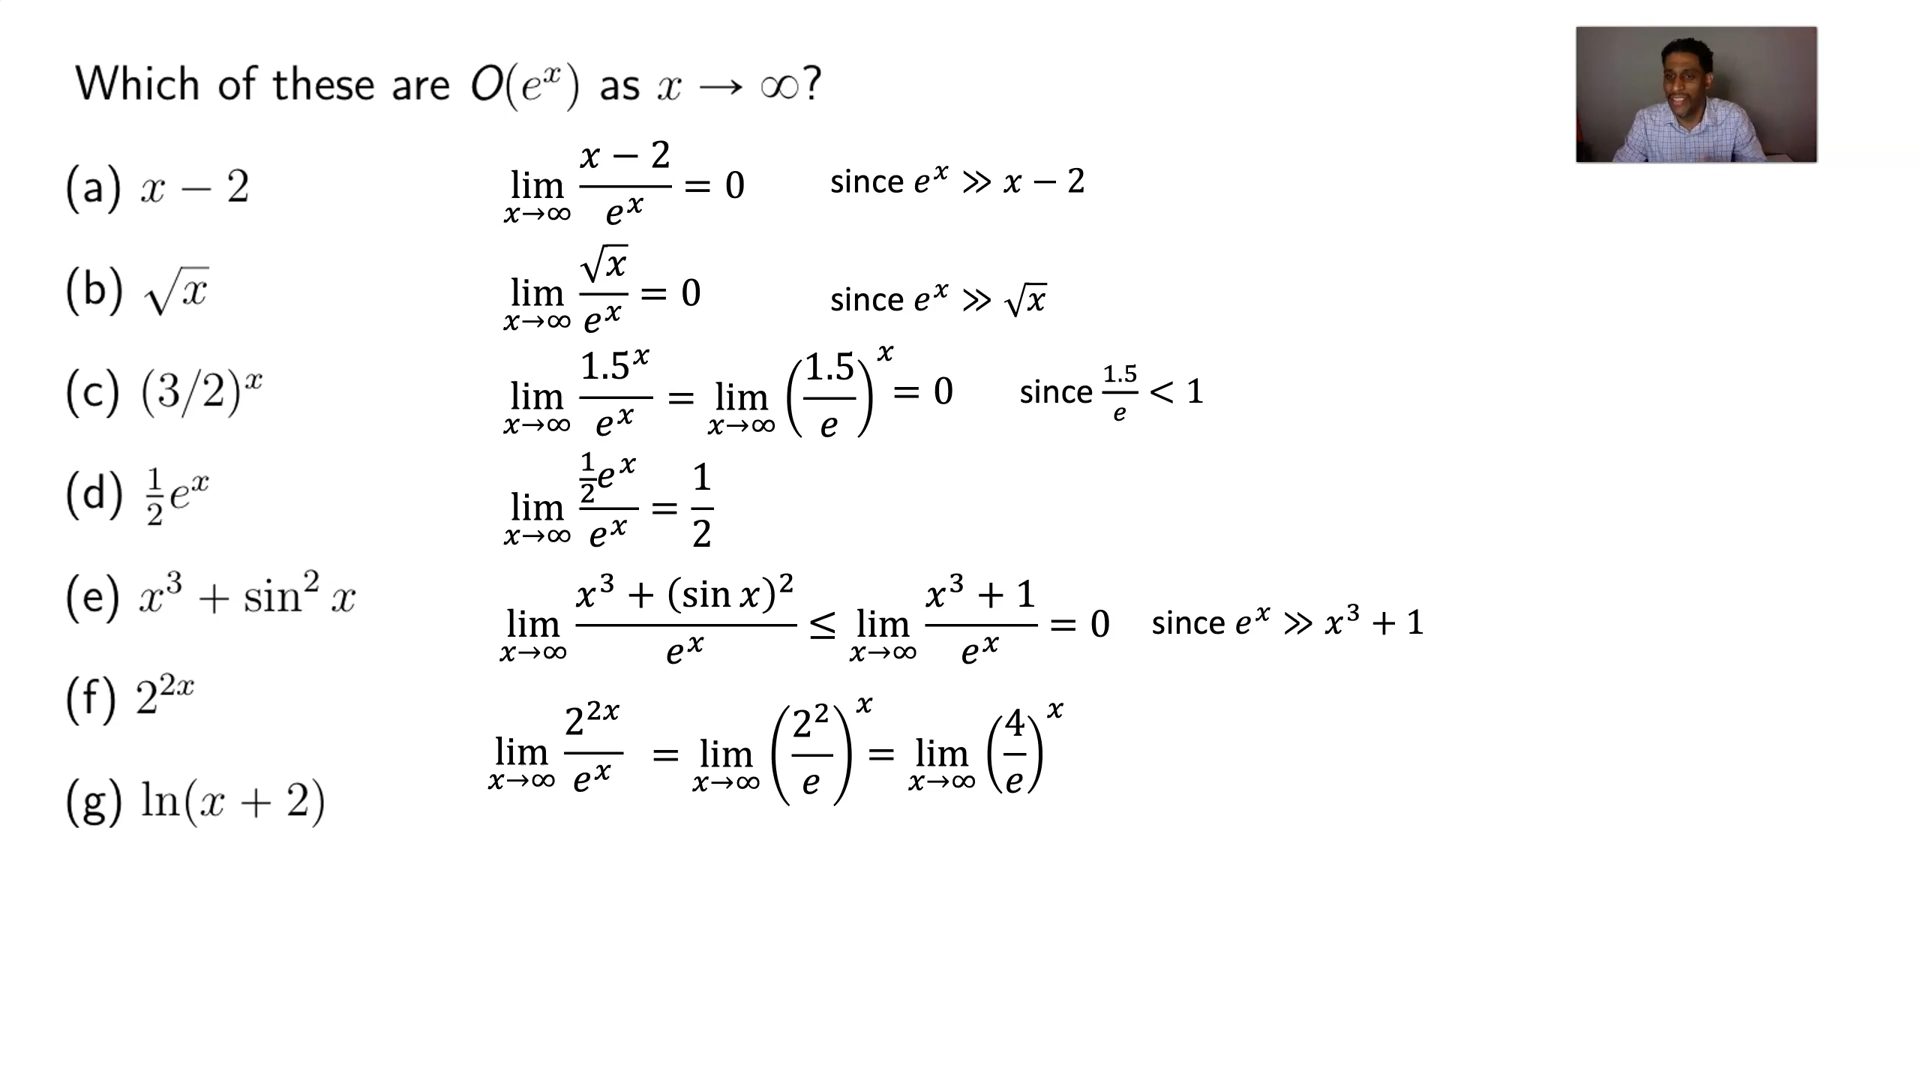 Which of these are O(e^x) as x → ∞?
(a) x − 2 lim_{x→∞} (x − 2)/(e^x) = 0 since e^x ≫ x − 2
(b) √x lim_{x→∞} √x/e^x = 0 since e^x ≫ √x
(c) (3/2)^x lim_{x→∞} 1.5^x/e^x = lim_{x→∞} (1.5/e)^x = 0 since 1.5/e < 1
(d) 1/2 e^x lim_{x→∞} (1/2 e^x)/e^x = 1/2
(e) x^3 + sin^2 x lim_{x→∞} (x^3 + (sin x)^2)/e^x ≤ lim_{x→∞} (x^3 + 1)/e^x = 0 since e^x ≫ x^3 + 1
(f) 2^{2x} lim_{x→∞} 2^{2x}/e^x = lim_{x→∞} (2^2/e)^x = lim_{x→∞} (4/e)^x
(g) ln(x + 2)